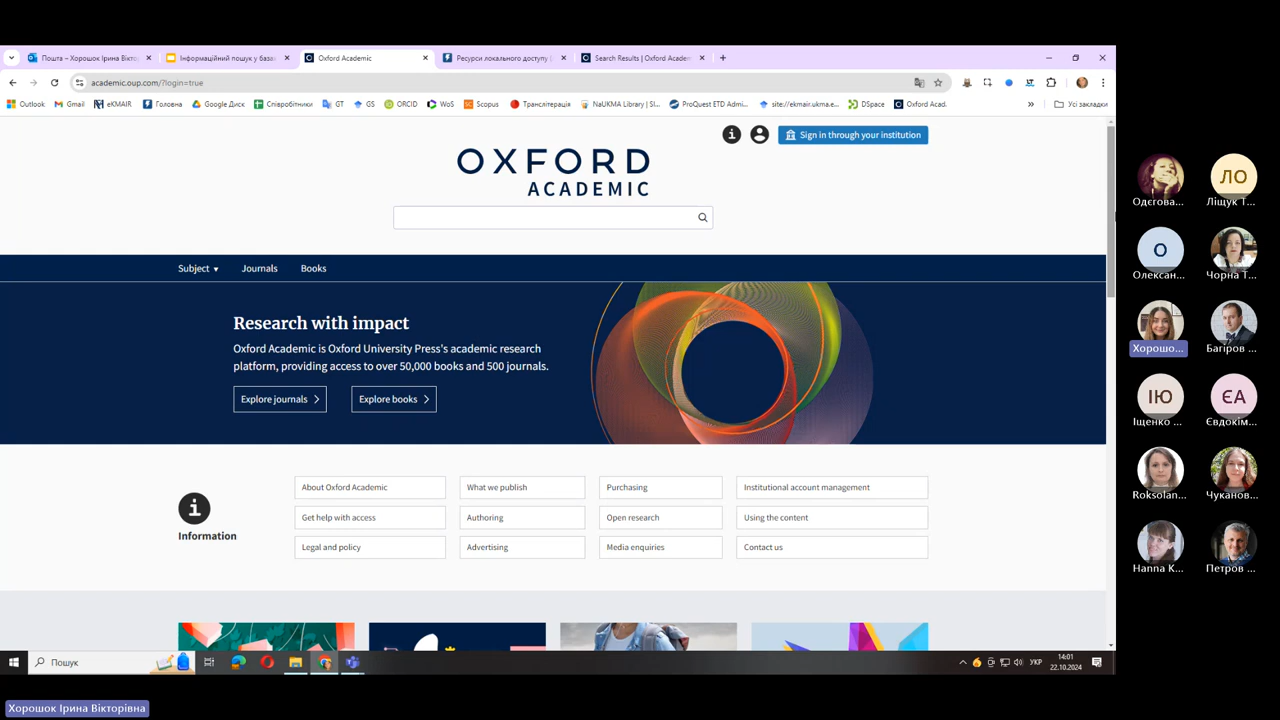 Пошта – Хорошок Ірина Вікто
Інформаційний пошук у база
Oxford Academic
Ресурси локального доступу (
Search Results | Oxford Academ
academic.oup.com/?login=true
Outlook
Gmail
eKMAIR
Головна
Google Диск
Співробітники
GT
GS
ORCID
WoS
Scopus
Транслітерація
NaUKMA Library | Sl...
ProQuest ETD Admi...
site://ekmair.ukma.e...
DSpace
Oxford Acad.
Усі закладки
Sign in through your institution
OXFORD
ACADEMIC
Subject
Journals
Books
Research with impact
Oxford Academic is Oxford University Press's academic research
platform, providing access to over 50,000 books and 500 journals.
Explore journals
Explore books
Information
About Oxford Academic
What we publish
Purchasing
Institutional account management
Get help with access
Authoring
Open research
Using the content
Legal and policy
Advertising
Media enquiries
Contact us
Пошук
УКР
14:01
22.10.2024
Одєгова...
ЛО
Ліщук Т...
О
Олексан...
Чорна Т...
Хорошо...
Багіров ...
ІЮ
Іщенко ...
ЄА
Євдокім...
Roksolan...
Чуканов...
Hanna K...
Петров ...
Хорошок Ірина Вікторівна